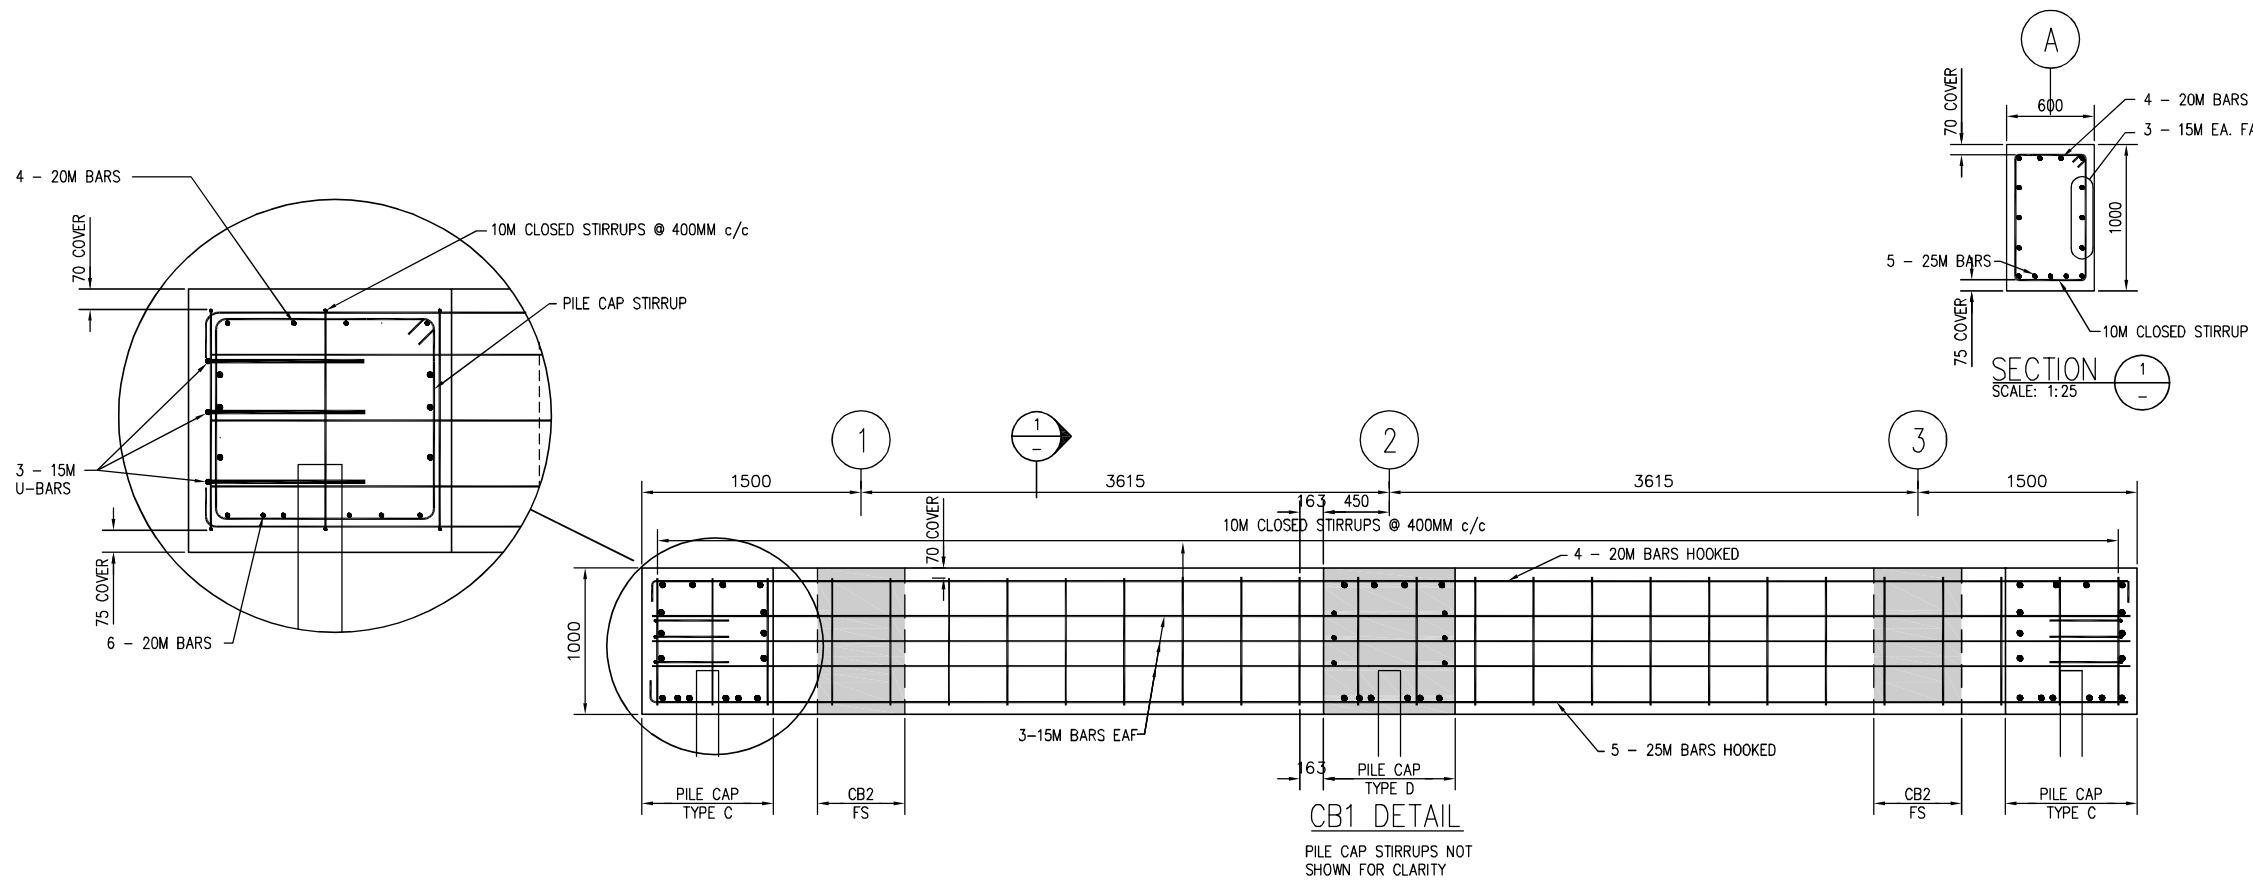 A
70 COVER
600
4 - 20M BARS
3 - 15M EA. FA
1000
5 - 25M BARS
75 COVER
10M CLOSED STIRRUP
SECTION
SCALE: 1:25
1
-
4 - 20M BARS
70 COVER
10M CLOSED STIRRUPS @ 400MM c/c
PILE CAP STIRRUP
3 - 15M
U-BARS
75 COVER
6 - 20M BARS
1
1
-
2
3
1500
3615
3615
1500
163
450
70 COVER
10M CLOSED STIRRUPS @ 400MM c/c
4 - 20M BARS HOOKED
1000
3-15M BARS EAF
5 - 25M BARS HOOKED
163
PILE CAP
TYPE D
PILE CAP
TYPE C
CB2
FS
CB2
FS
PILE CAP
TYPE C
CB1 DETAIL
PILE CAP STIRRUPS NOT
SHOWN FOR CLARITY